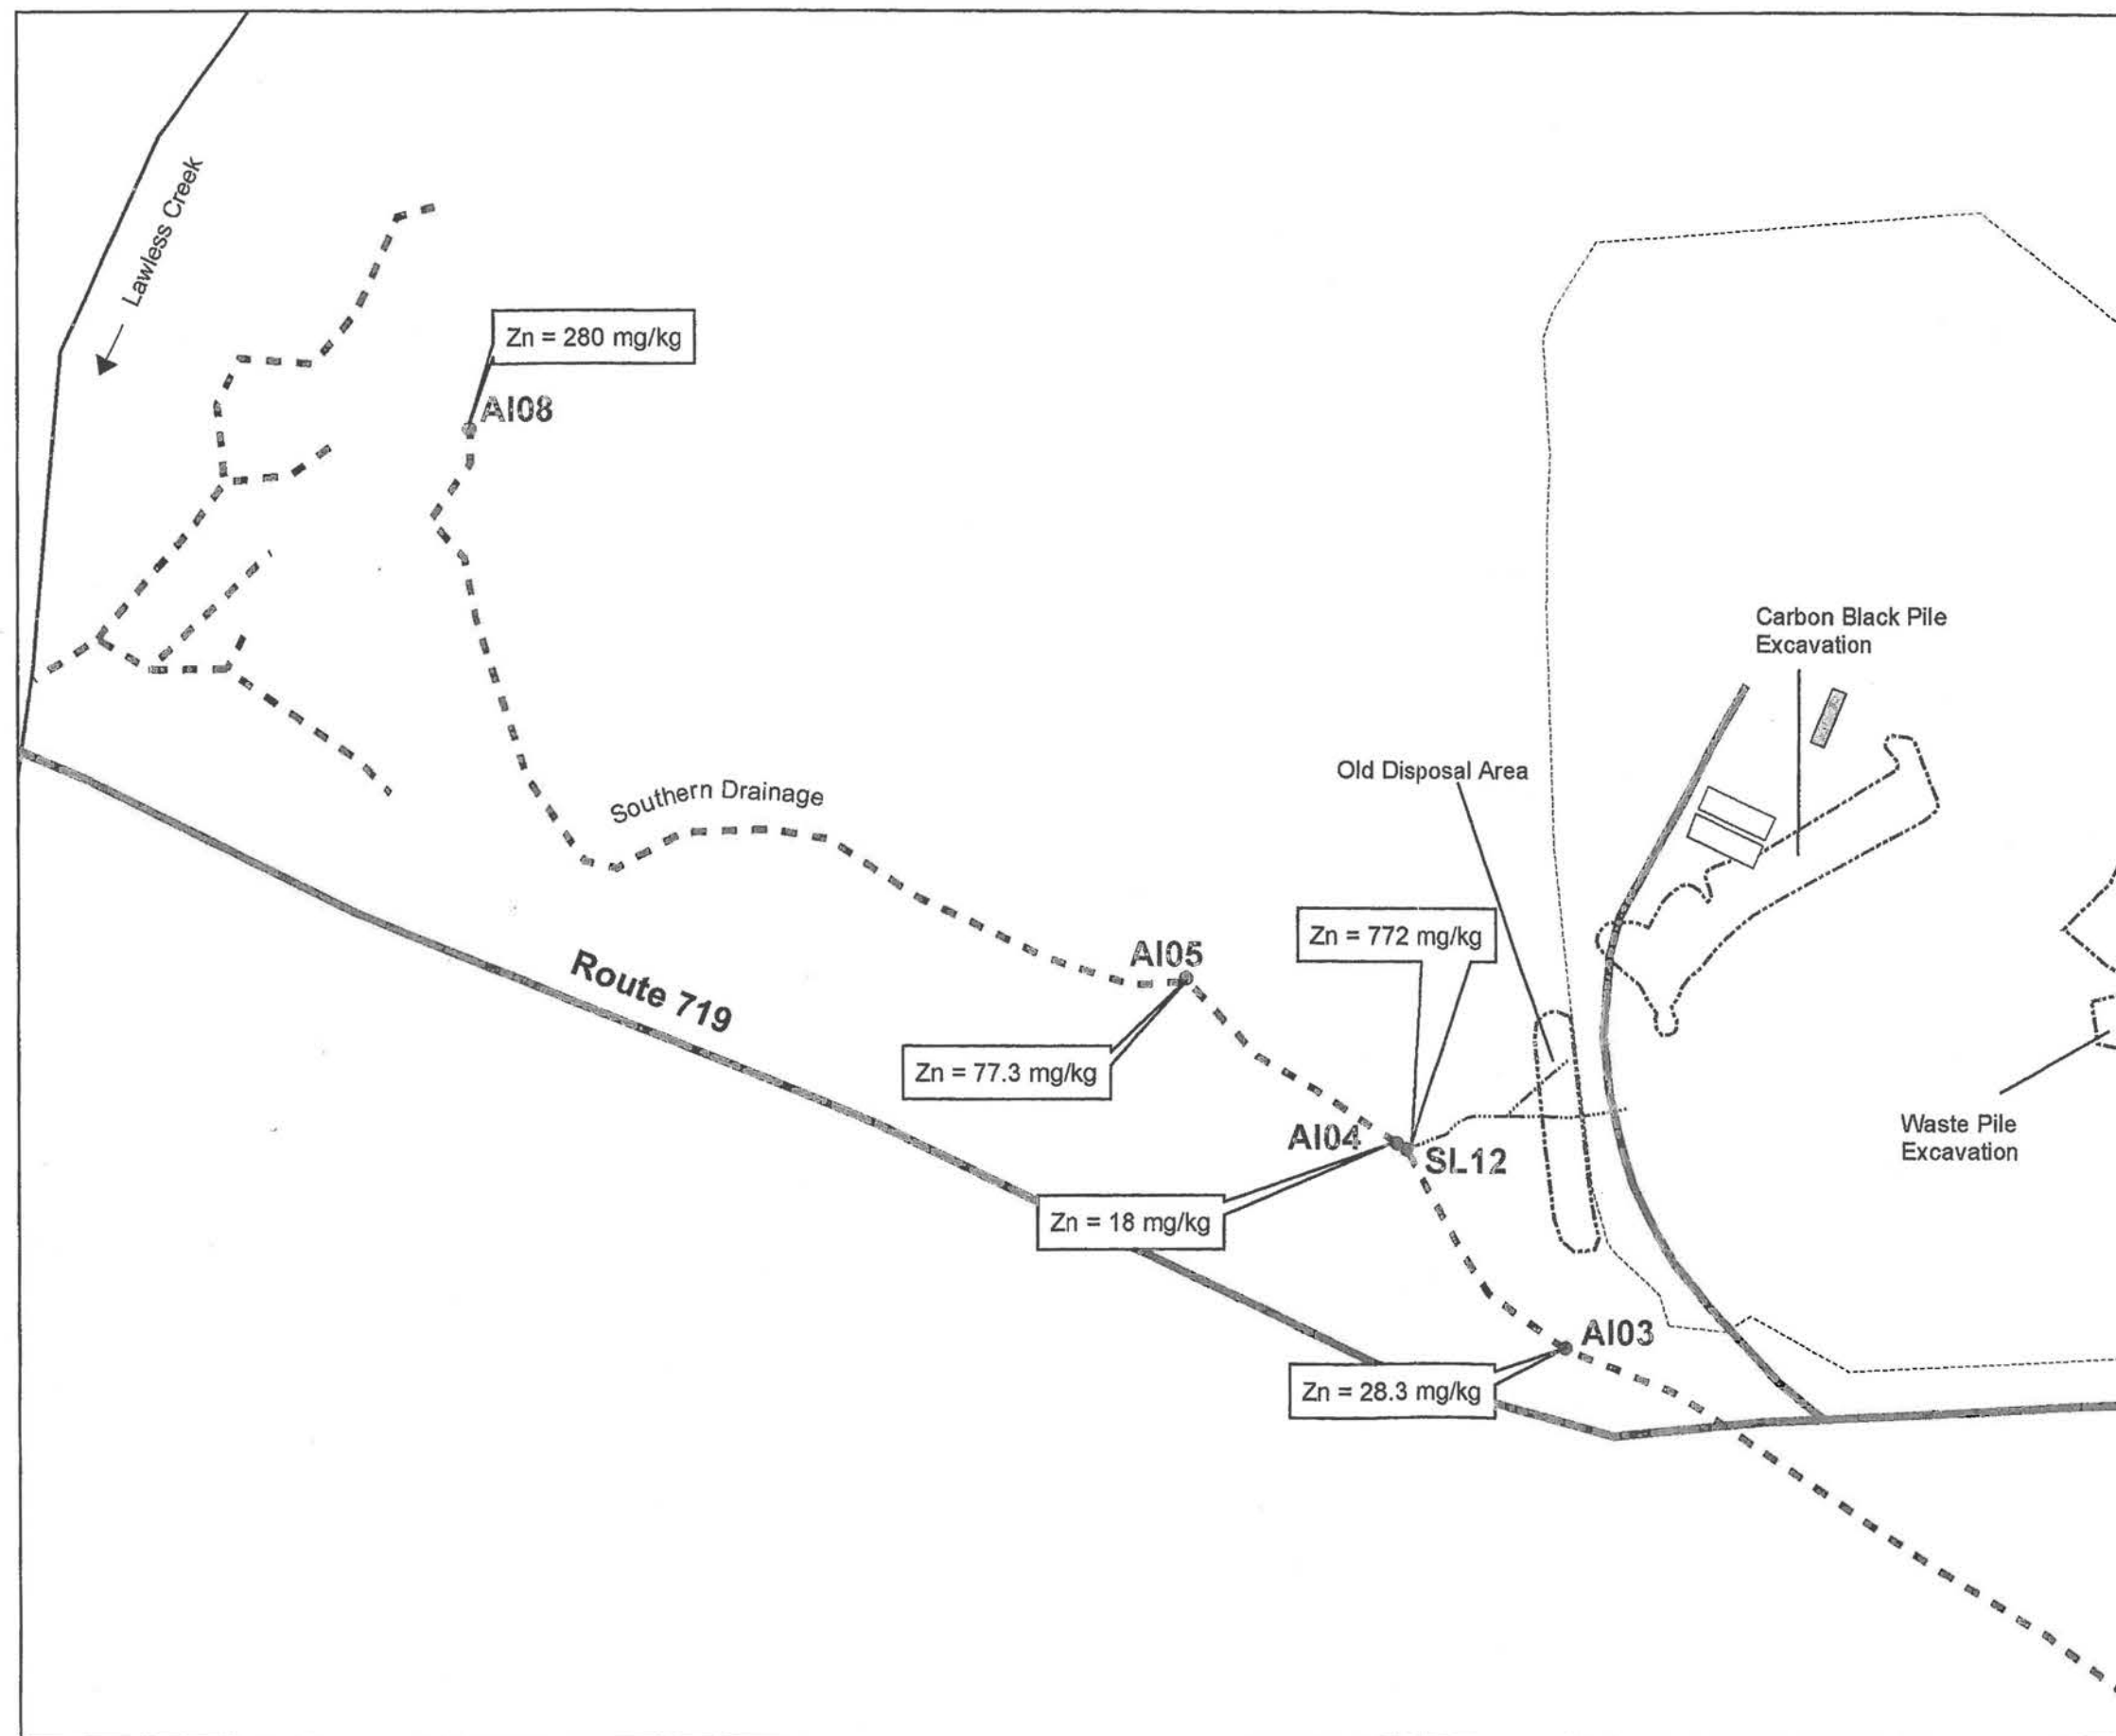 Lawless Creek
Zn = 280 mg/kg
AI08
Carbon Black Pile
Excavation
Old Disposal Area
Southern Drainage
Zn = 772 mg/kg
AI05
Route 719
Zn = 77.3 mg/kg
AI04
SL12
Waste Pile
Excavation
Zn = 18 mg/kg
AI03
Zn = 28.3 mg/kg